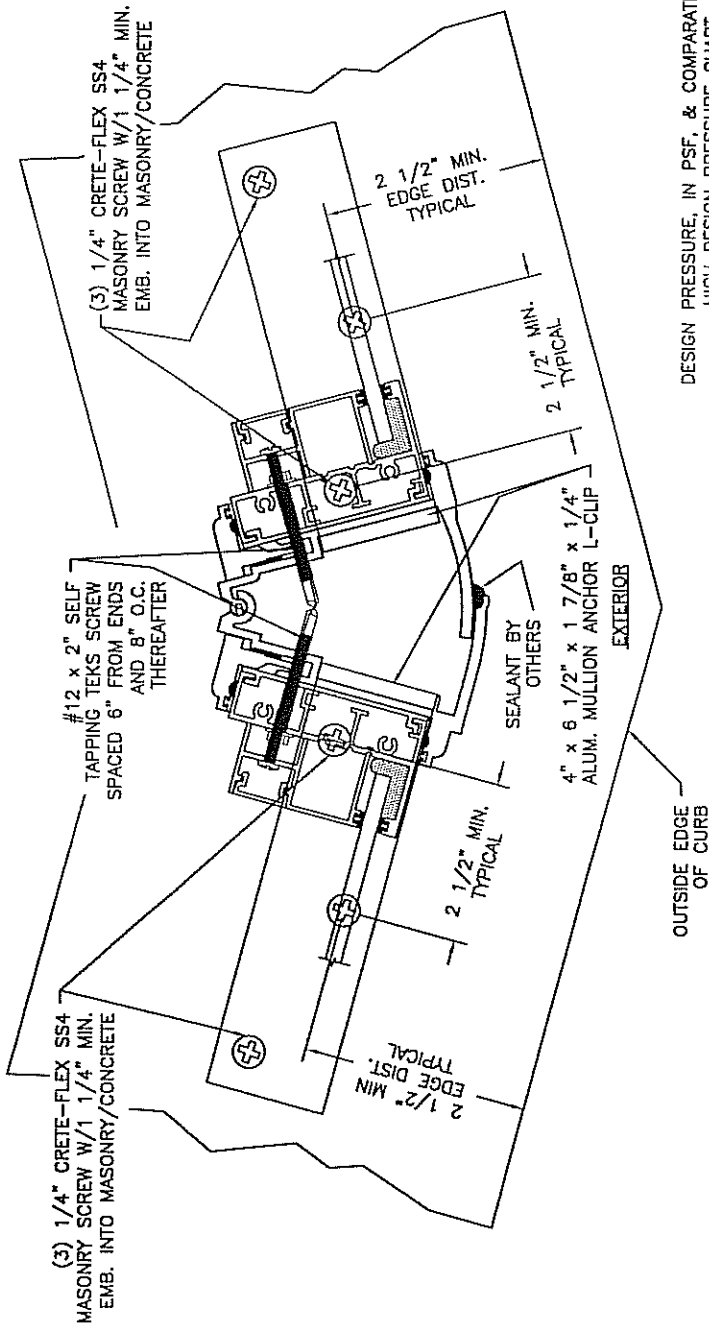 (3) 1/4" CRETE-FLEX SS4
MASONRY SCREW W/1 1/4" MIN.
EMB. INTO MASONRY/CONCRETE
#12 x 2" SELF
TAPPING TEKS SCREW
SPACED 6" FROM ENDS
AND 8" O.C.
THEREAFTER
(3) 1/4" CRETE-FLEX SS4
MASONRY SCREW W/1 1/4" MIN.
EMB. INTO MASONRY/CONCRETE
2 1/2" MIN
EDGE DIST.
TYPICAL
2 1/2" MIN.
TYPICAL
SEALANT BY
OTHERS
4" x 6 1/2" x 1 7/8" x 1/4"
ALUM. MULLION ANCHOR L-CLIP
EXTERIOR
2 1/2" MIN.
TYPICAL
2 1/2" MIN.
EDGE DIST.
TYPICAL
OUTSIDE EDGE
OF CURB
DESIGN PRESSURE, IN PSF, & COMPARATI